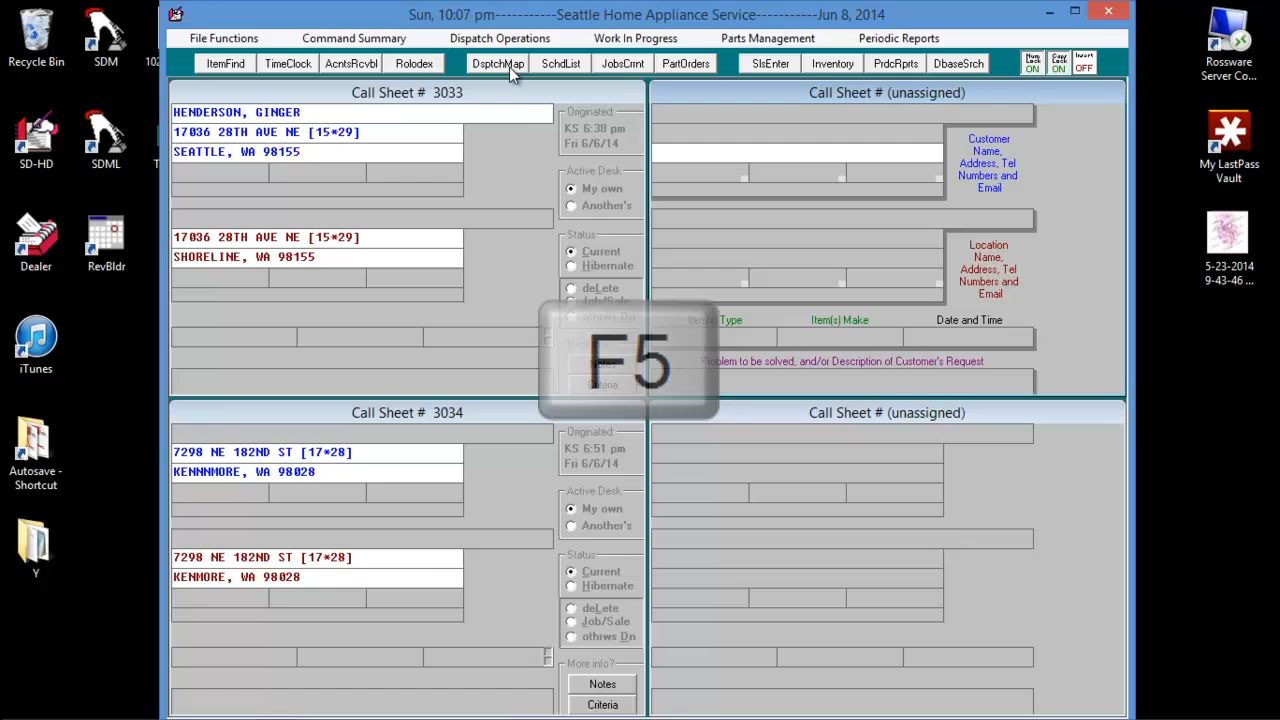 Sun, 10:07 pm-----------Seattle Home Appliance Service-----------Jun 8, 2014
File Functions Command Summary Dispatch Operations Work In Progress Parts Management Periodic Reports
ItemFind TimeClock AcntsRcvbl Rolodex DsptchMap SchdList JobsCrnt PartOrders SlsEnter Inventory PrdcRprts DbaseSrch
Num Lock ON
Caps Lock ON
Insert OFF
Recycle Bin
SDM
102
SD-HD
SDML
T
Dealer
RevBldr
iTunes
Autosave - Shortcut
Y
Call Sheet # 3033
HENDERSON, GINGER
17036 28TH AVE NE [15*29]
SEATTLE, WA 98155
17036 28TH AVE NE [15*29]
SHORELINE, WA 98155
Originated:
KS 6:38 pm
Fri 6/6/14
Active Desk
My own
Another's
Status
Current
Hibernate
deLete
Job/Sale
othrws Dn
Notes
Criteria
Call Sheet # (unassigned)
Customer
Name,
Address, Tel
Numbers and
Email
Location
Name,
Address, Tel
Numbers and
Email
Item(s) Type Item(s) Make Date and Time
Problem to be solved, and/or Description of Customer's Request
F5
Call Sheet # 3034
7298 NE 182ND ST [17*28]
KENNNMORE, WA 98028
7298 NE 182ND ST [17*28]
KENMORE, WA 98028
Originated:
KS 6:51 pm
Fri 6/6/14
Active Desk
My own
Another's
Status
Current
Hibernate
deLete
Job/Sale
othrws Dn
More info?
Notes
Criteria
Call Sheet # (unassigned)
Rossware
Server Co...
My LastPass
Vault
5-23-2014
9-43-46 ...